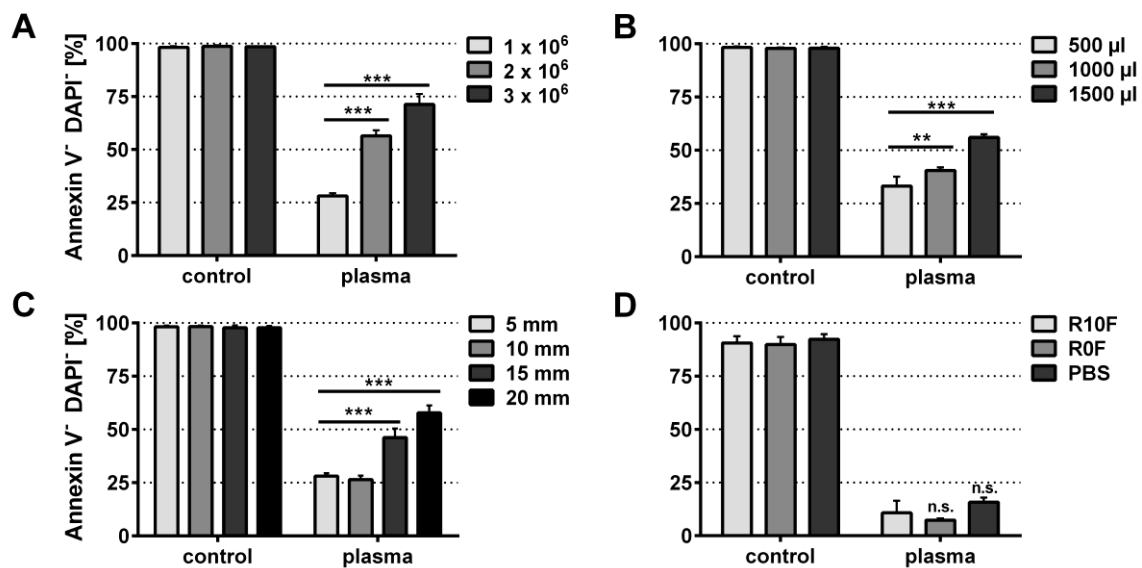 A
Annexin V⁻ DAPI⁻ [%]
100
75
50
25
0
control
plasma
***
***
1 x 10⁶
2 x 10⁶
3 x 10⁶
B
100
75
50
25
0
control
plasma
***
**
500 µl
1000 µl
1500 µl
C
Annexin V⁻ DAPI⁻ [%]
100
75
50
25
0
control
plasma
***
***
5 mm
10 mm
15 mm
20 mm
D
100
75
50
25
0
control
plasma
n.s.
n.s.
R10F
R0F
PBS